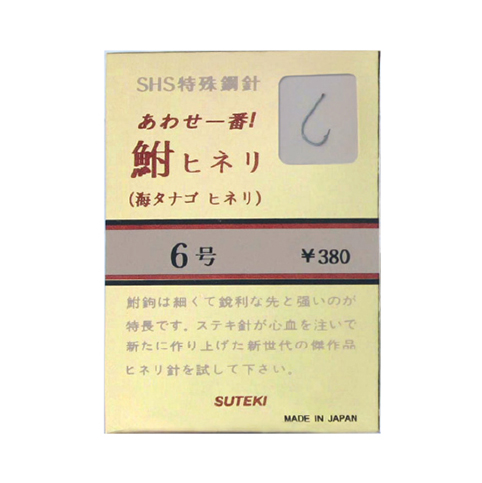 SHS特殊鋼針
あわせ一番!
鮒ヒネリ
(海タナゴ ヒネリ)
6号
¥380
鮒鉤は細くて鋭利な先と強いのが
特長です。ステキ針が心血を注いで
新たに作り上げた新世代の傑作品
ヒネリ針を試して下さい。
SUTEKI
MADE IN JAPAN